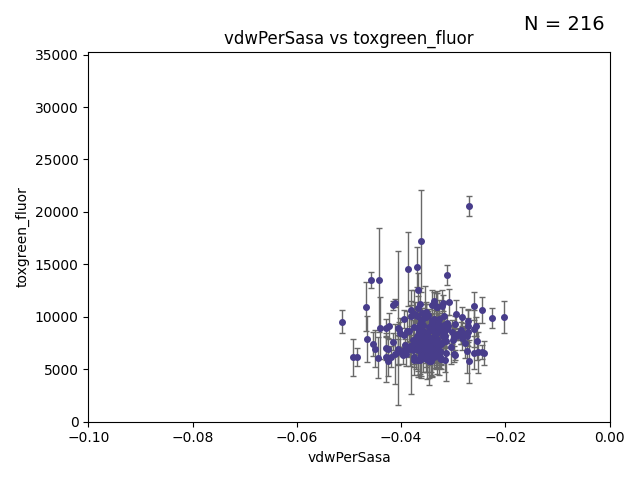 N = 216
vdwPerSasa vs toxgreen_fluor
35000
30000
25000
20000
15000
10000
5000
0
toxgreen_fluor
−0.10 −0.08 −0.06 −0.04 −0.02 0.00
vdwPerSasa